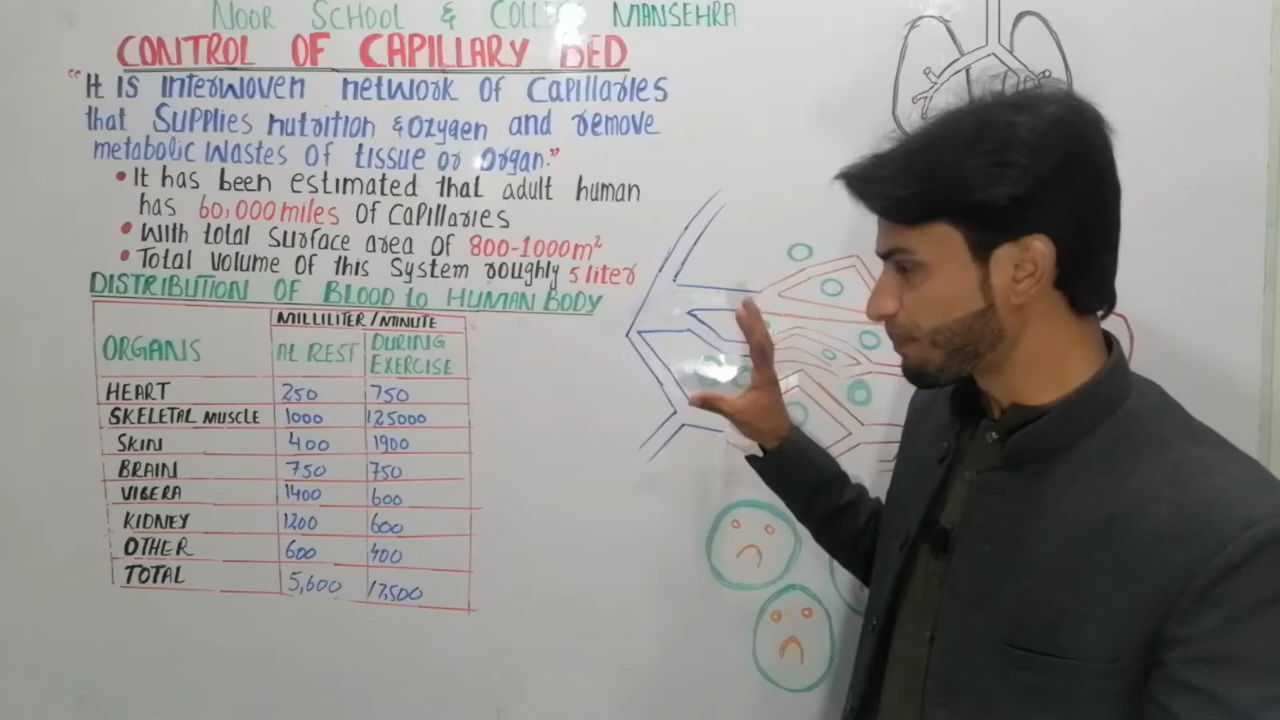 NOOR SCHOOL & COLLE MANSEHRA
CONTROL OF CAPILLARY BED
"It IS Interwoven network OF CaPillaries
that SUPPlies nutrition & Oxygen and remove
metabolic Wastes OF tissue or Organ."
• It has been estimated that adult human
has 60,000 miles OF CaPillaries
• With total Surface area OF 800-1000m²
• Total Volume OF this System roughly 5 liter
DISTRIBUTION OF BLOOD to HUMAN BODY
ORGANS MILLILITER/MINUTE
At REST DURING EXERCISE
HEART 250 750
SKELETAL MUSCLE 1000 125000
SKIN 400 1900
BRAIN 750 750
VICERA 1400 600
KIDNEY 1200 600
OTHER 600 400
TOTAL 5,600 17,500